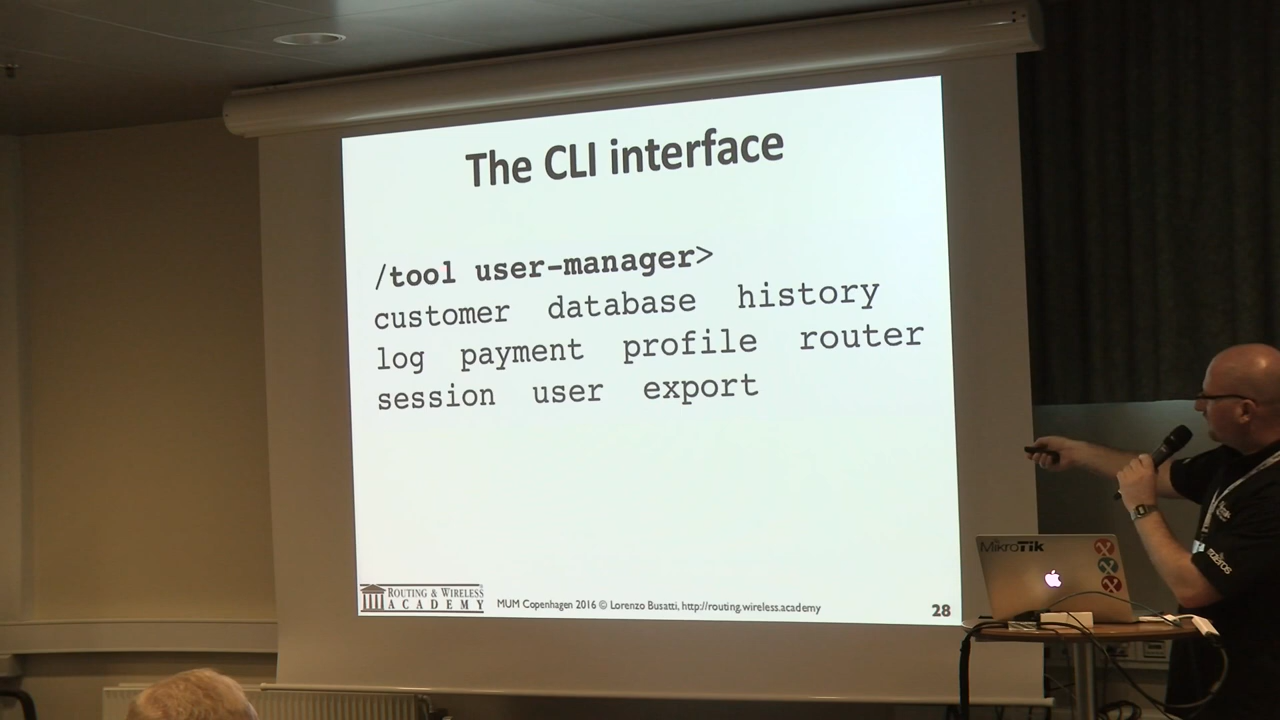 The CLI interface
/tool user-manager>
customer database history
log payment profile router
session user export
ROUTING & WIRELESS
ACADEMY
MUM Copenhagen 2016 © Lorenzo Busatti, http://routing.wireless.academy
28
MikroTik